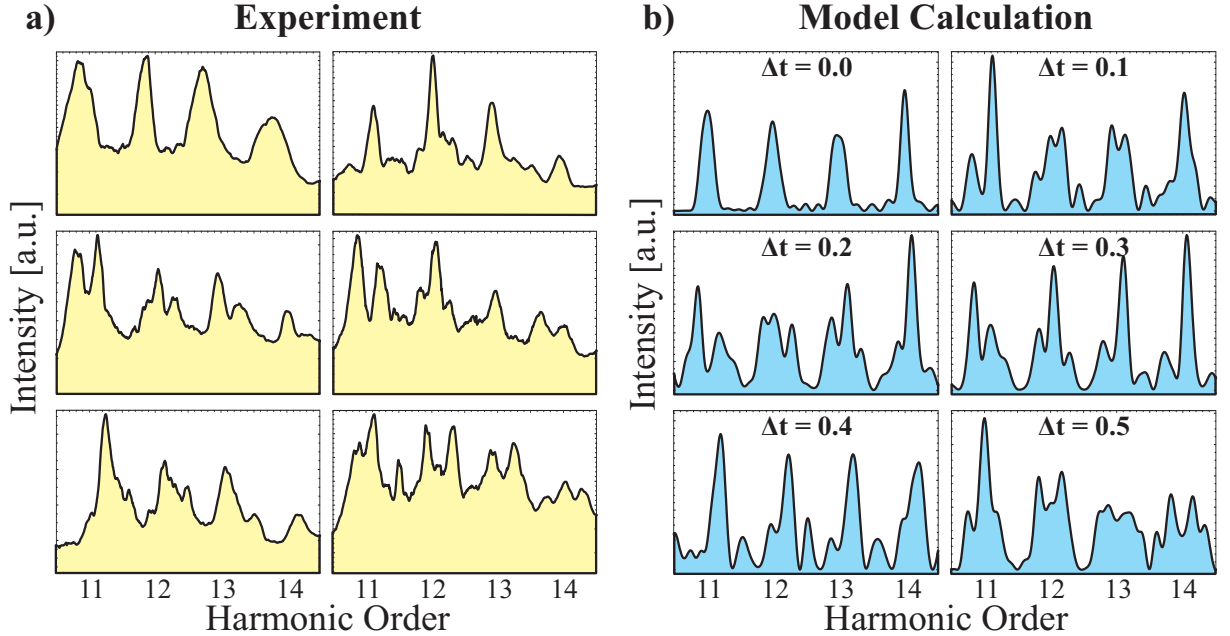 a) Experiment
b) Model Calculation
Δt = 0.0
Δt = 0.1
Δt = 0.2
Δt = 0.3
Δt = 0.4
Δt = 0.5
Intensity [a.u.]
Intensity [a.u.]
11 12 13 14 11 12 13 14
11 12 13 14 11 12 13 14
Harmonic Order
Harmonic Order